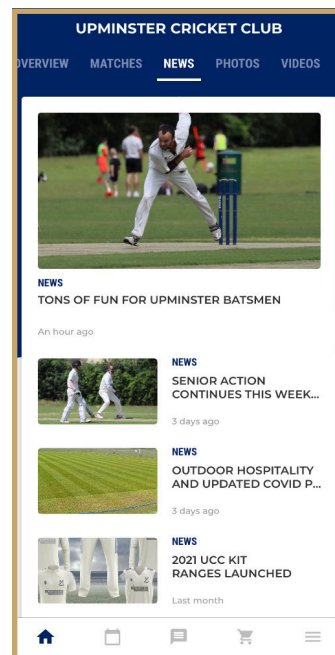 UPMINSTER CRICKET CLUB
OVERVIEW MATCHES NEWS PHOTOS VIDEOS
NEWS
TONS OF FUN FOR UPMINSTER BATSMEN
An hour ago
NEWS
SENIOR ACTION
CONTINUES THIS WEEK...
3 days ago
NEWS
OUTDOOR HOSPITALITY
AND UPDATED COVID P...
3 days ago
NEWS
2021 UCC KIT
RANGES LAUNCHED
Last month